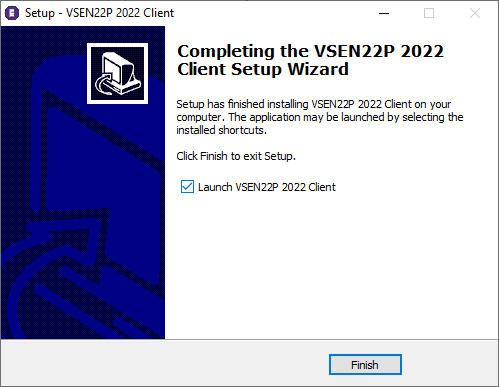 Setup - VSEN22P 2022 Client
Completing the VSEN22P 2022
Client Setup Wizard
Setup has finished installing VSEN22P 2022 Client on your
computer. The application may be launched by selecting the
installed shortcuts.
Click Finish to exit Setup.
Launch VSEN22P 2022 Client
Finish